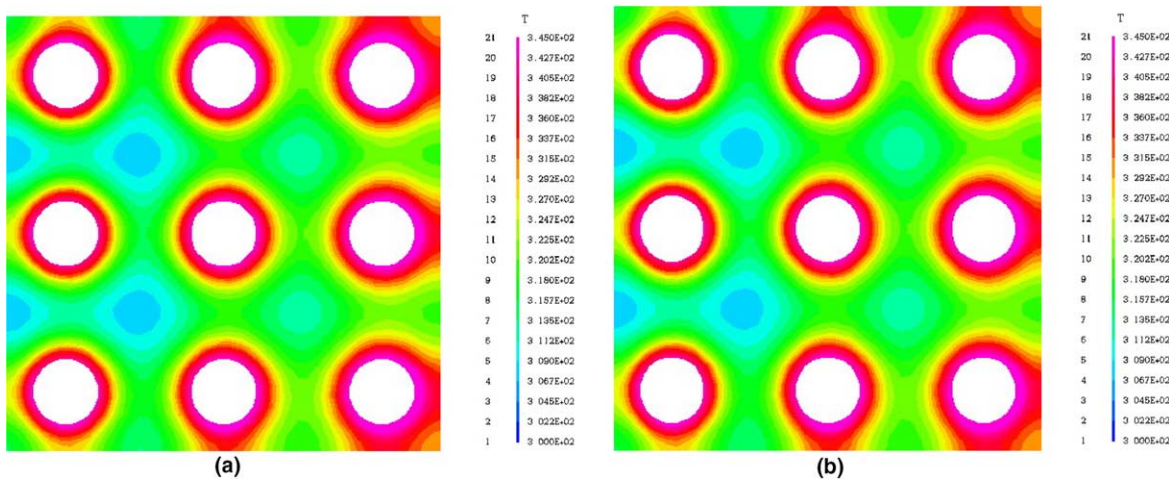 T
21 3.450E+02
20 3.427E+02
19 3 405E+02
18 3 382E+02
17 3 360E+02
16 3 337E+02
15 3 315E+02
14 3 292E+02
13 3.270E+02
12 3.247E+02
11 3.225E+02
10 3.202E+02
9 3.180E+02
8 3.157E+02
7 3 135E+02
6 3 112E+02
5 3 090E+02
4 3 067E+02
3 3 045E+02
2 3 022E+02
1 3 000E+02
(a)
T
21 3.450E+02
20 3.427E+02
19 3 405E+02
18 3 382E+02
17 3 360E+02
16 3 337E+02
15 3 315E+02
14 3 292E+02
13 3.270E+02
12 3.247E+02
11 3.225E+02
10 3.202E+02
9 3.180E+02
8 3.157E+02
7 3 135E+02
6 3 112E+02
5 3 090E+02
4 3 067E+02
3 3 045E+02
2 3 022E+02
1 3 000E+02
(b)